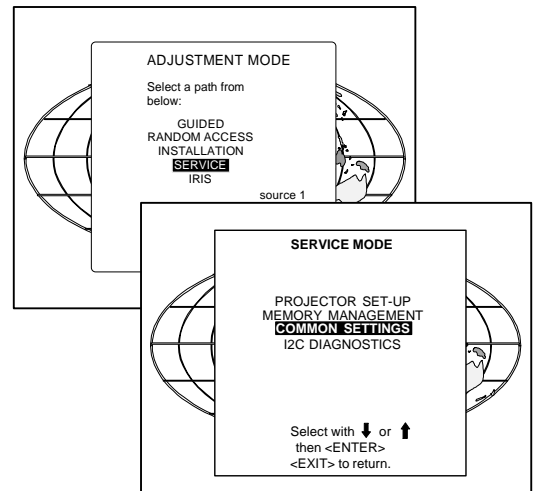 ADJUSTMENT MODE
Select a path from
below:
GUIDED
RANDOM ACCESS
INSTALLATION
SERVICE
IRIS
source 1
SERVICE MODE
PROJECTOR SET-UP
MEMORY MANAGEMENT
COMMON SETTINGS
I2C DIAGNOSTICS
Select with ⬇ or ⬆
then <ENTER>
<EXIT> to return.